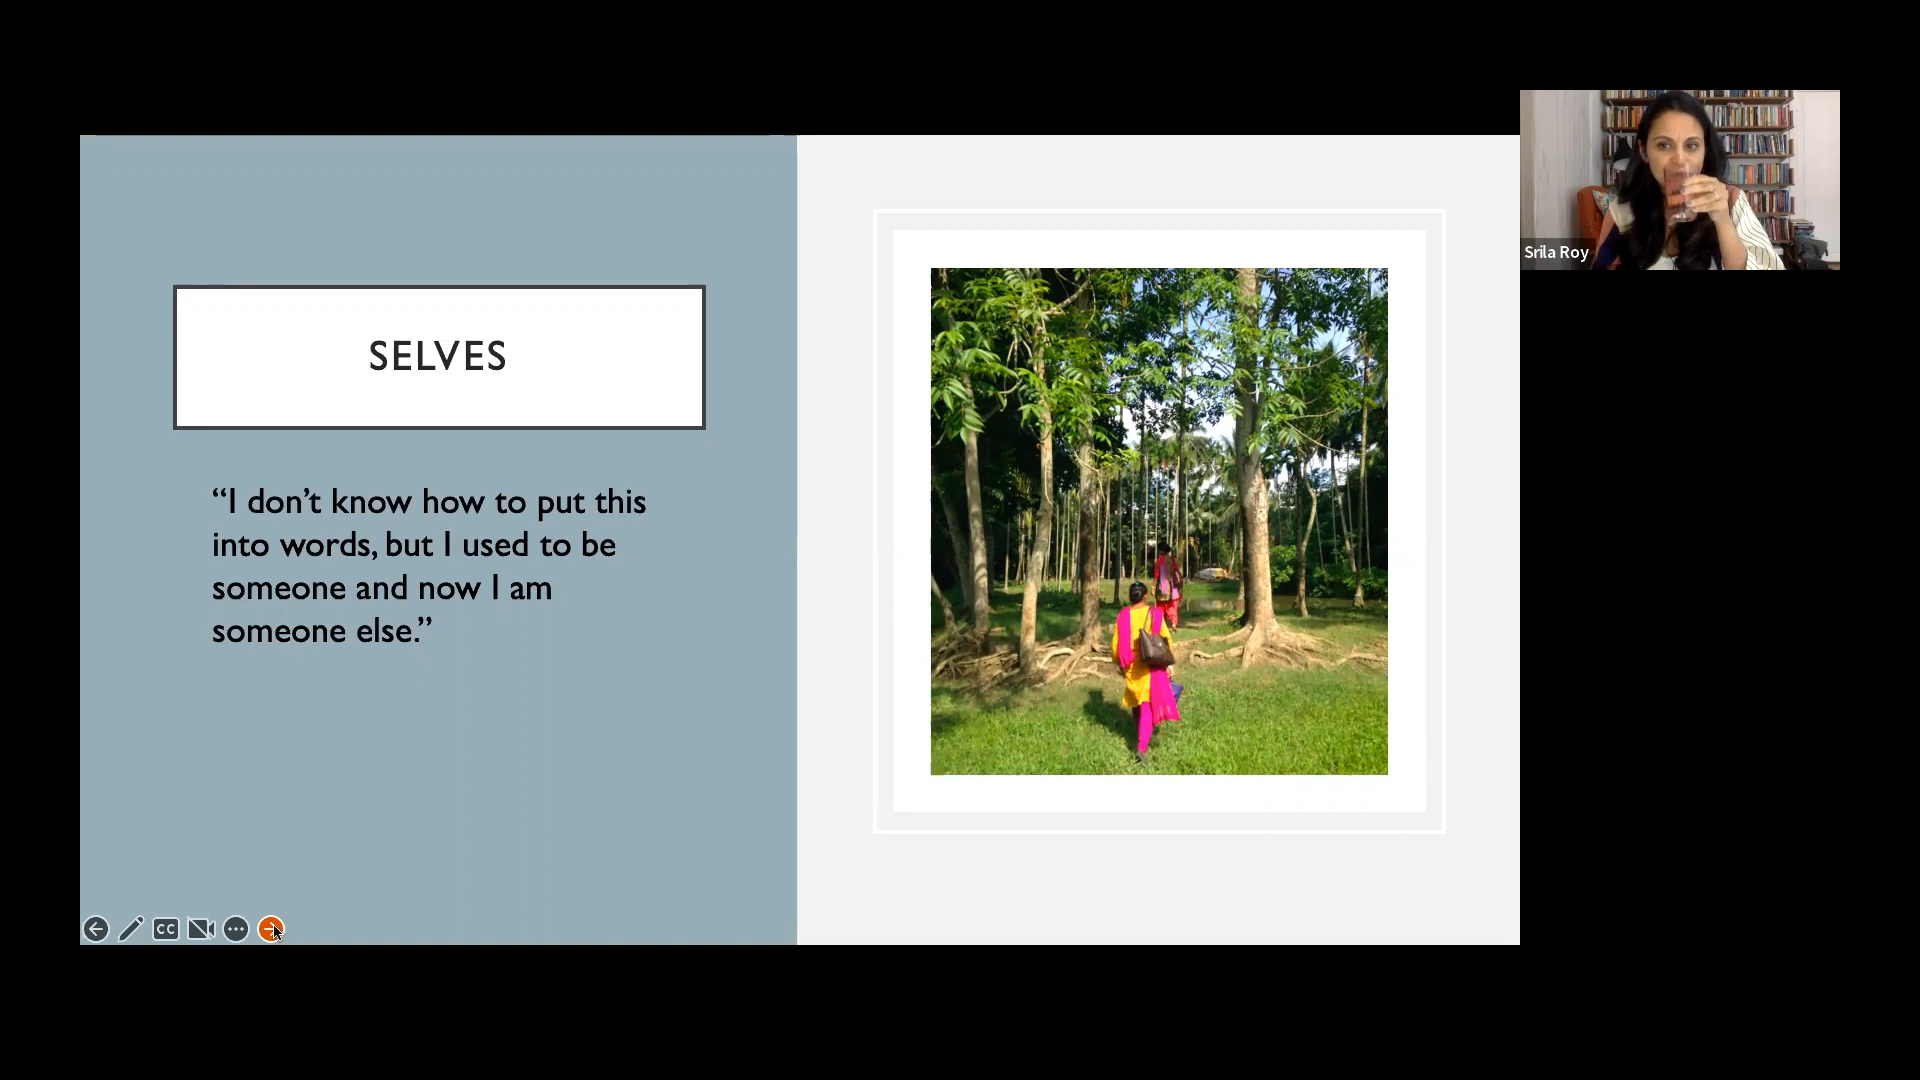 SELVES
“I don’t know how to put this
into words, but I used to be
someone and now I am
someone else.”
CC
Srila Roy